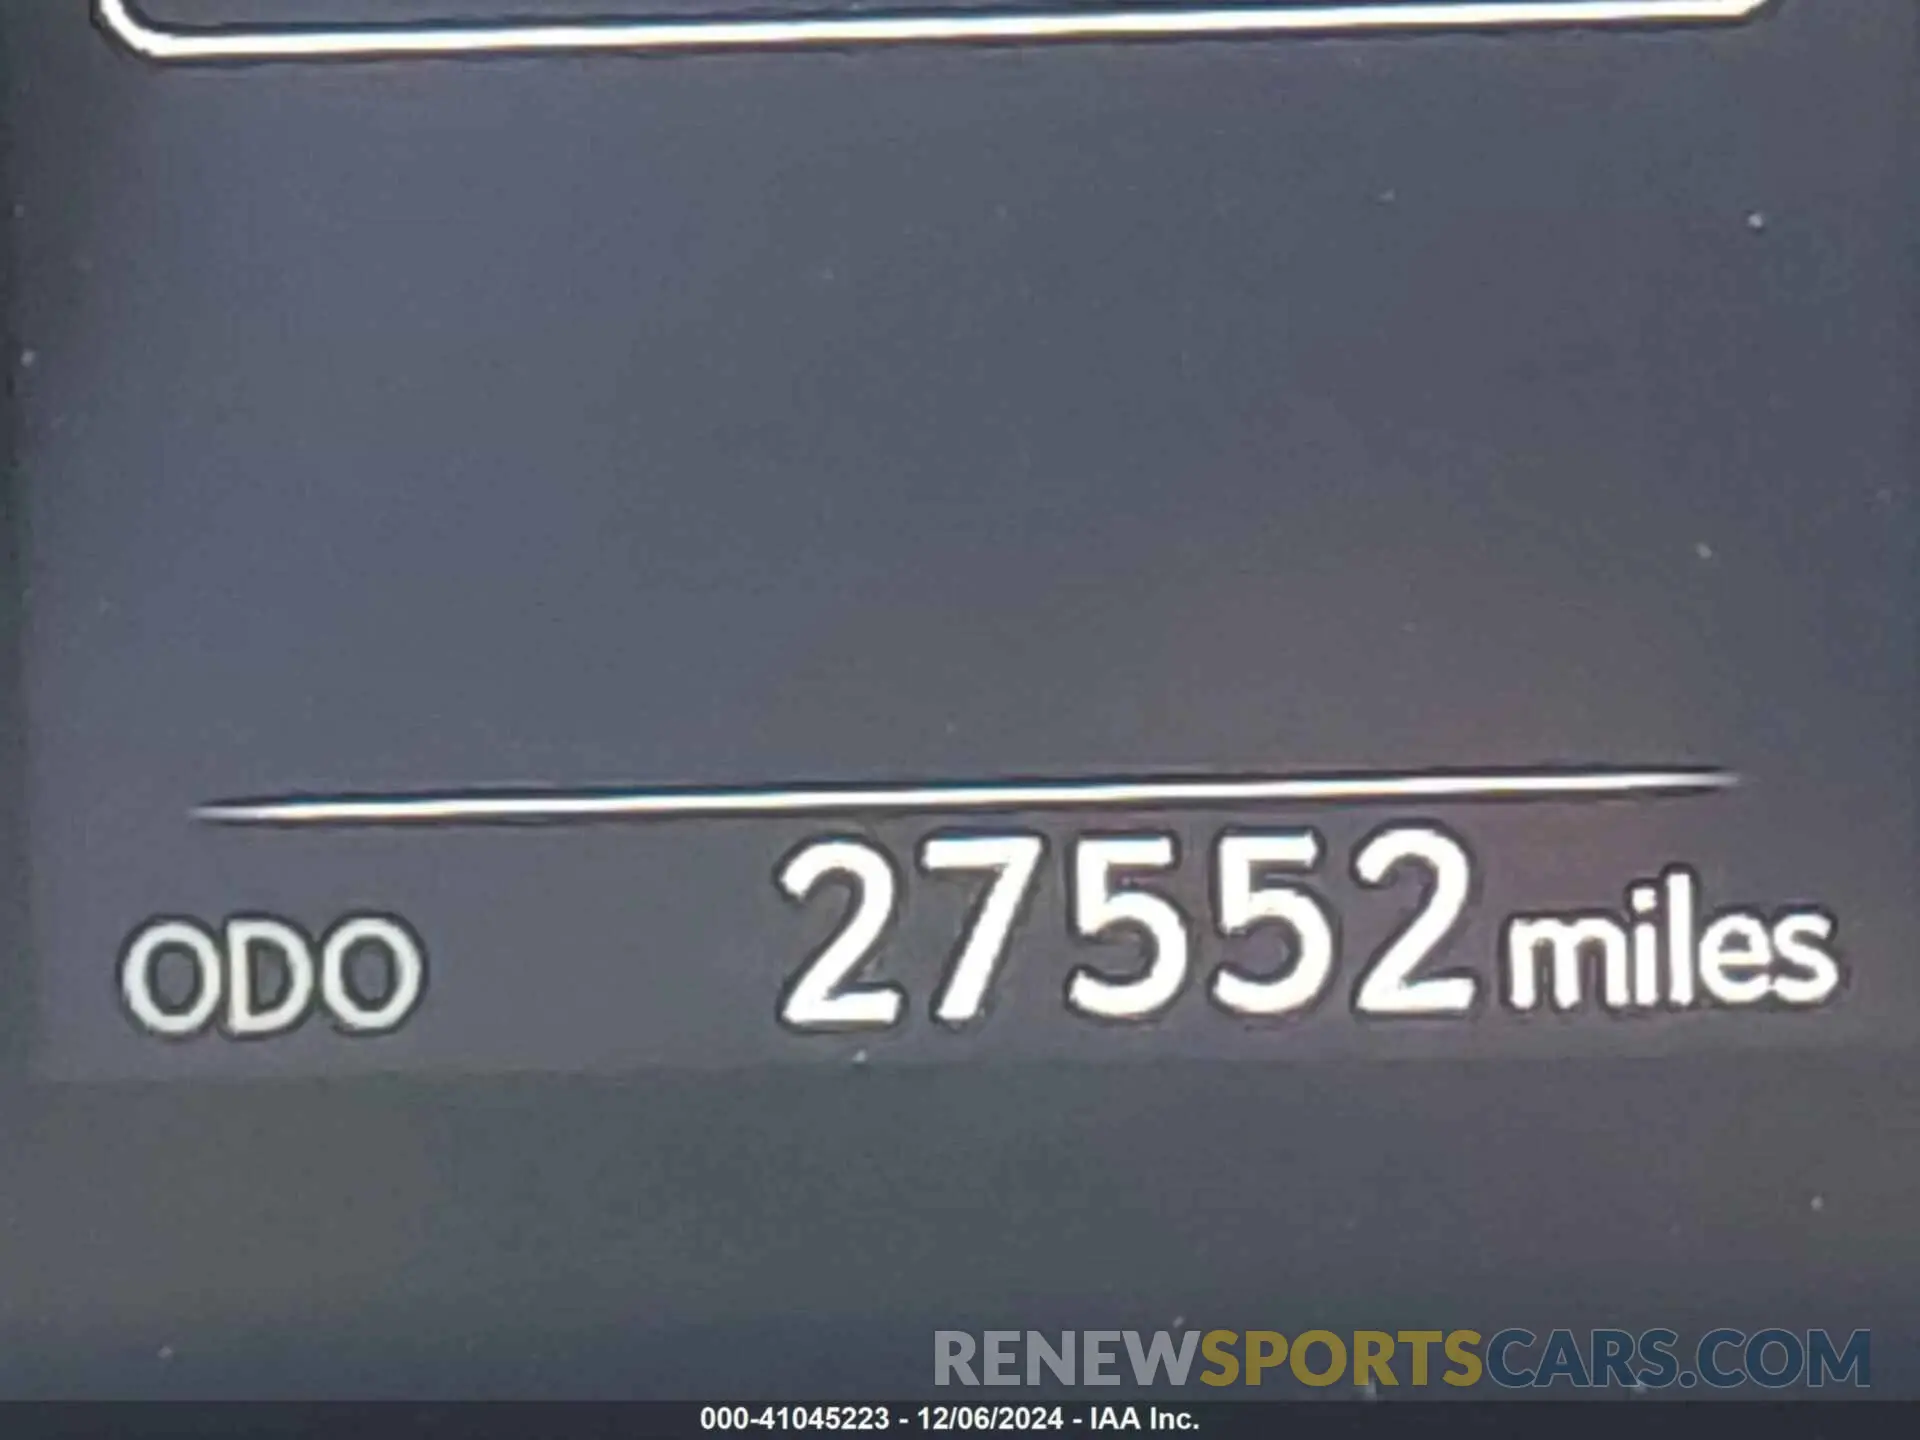 ODO 27552 miles
RENEWSPORTSCARS.COM
000-41045223 - 12/06/2024 - IAA Inc.